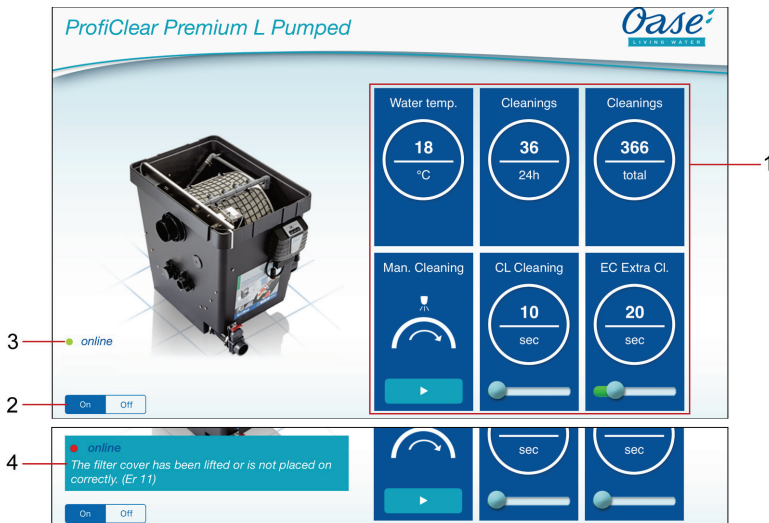 ProfiClear Premium L Pumped
Oase
LIVING WATER
Water temp.
18
°C
Cleanings
36
24h
Cleanings
366
total
1
Man. Cleaning
CL Cleaning
10
sec
EC Extra Cl.
20
sec
3
online
2
On Off
4
online
The filter cover has been lifted or is not placed on
correctly. (Er 11)
sec
sec
On Off